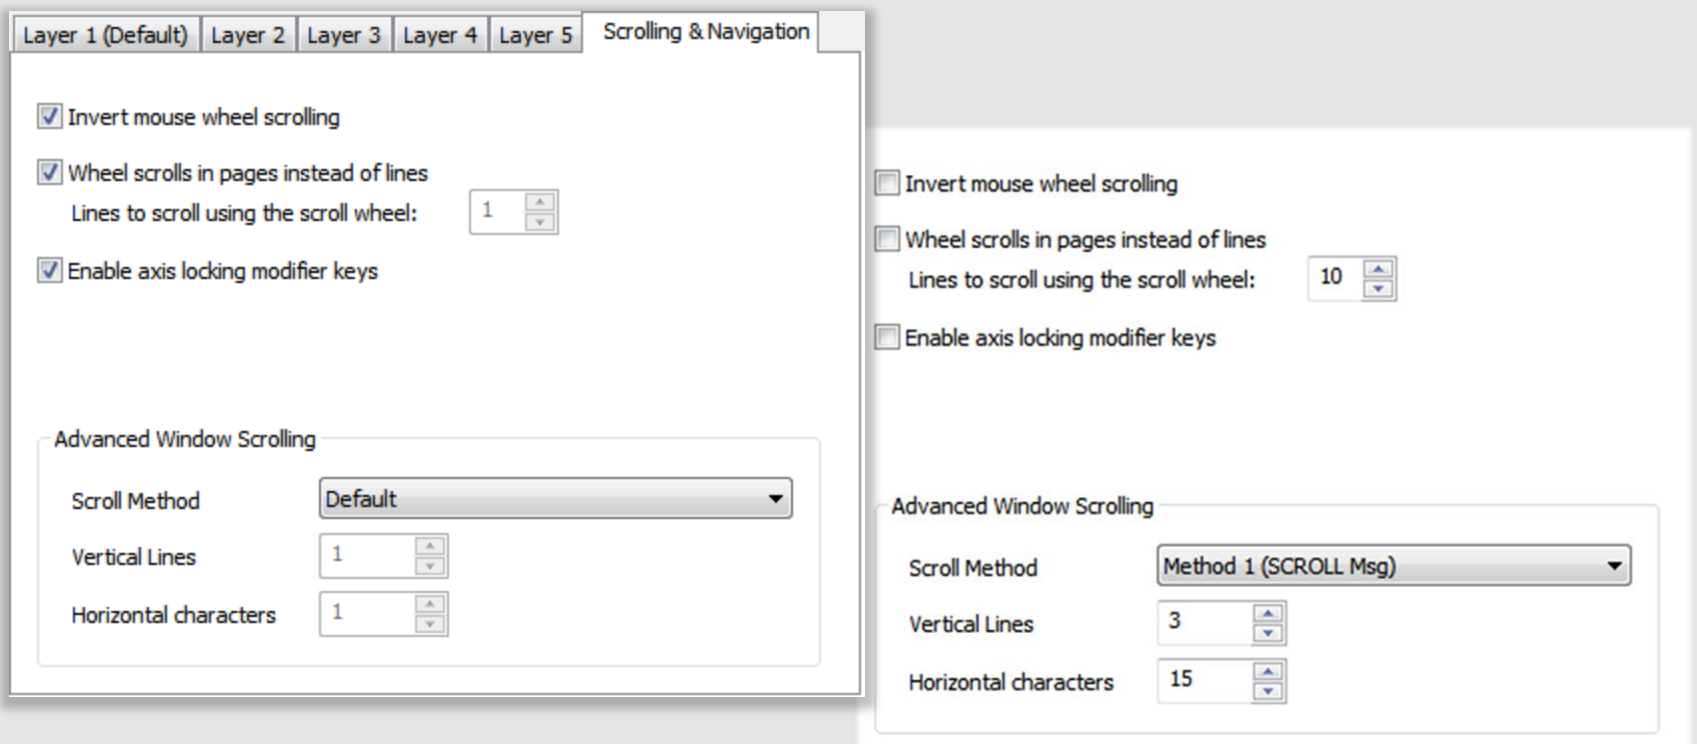 Layer 1 (Default) Layer 2 Layer 3 Layer 4 Layer 5 Scrolling & Navigation
Invert mouse wheel scrolling
Wheel scrolls in pages instead of lines
Lines to scroll using the scroll wheel: 1
Enable axis locking modifier keys
Advanced Window Scrolling
Scroll Method Default
Vertical Lines 1
Horizontal characters 1
Invert mouse wheel scrolling
Wheel scrolls in pages instead of lines
Lines to scroll using the scroll wheel: 10
Enable axis locking modifier keys
Advanced Window Scrolling
Scroll Method Method 1 (SCROLL Msg)
Vertical Lines 3
Horizontal characters 15